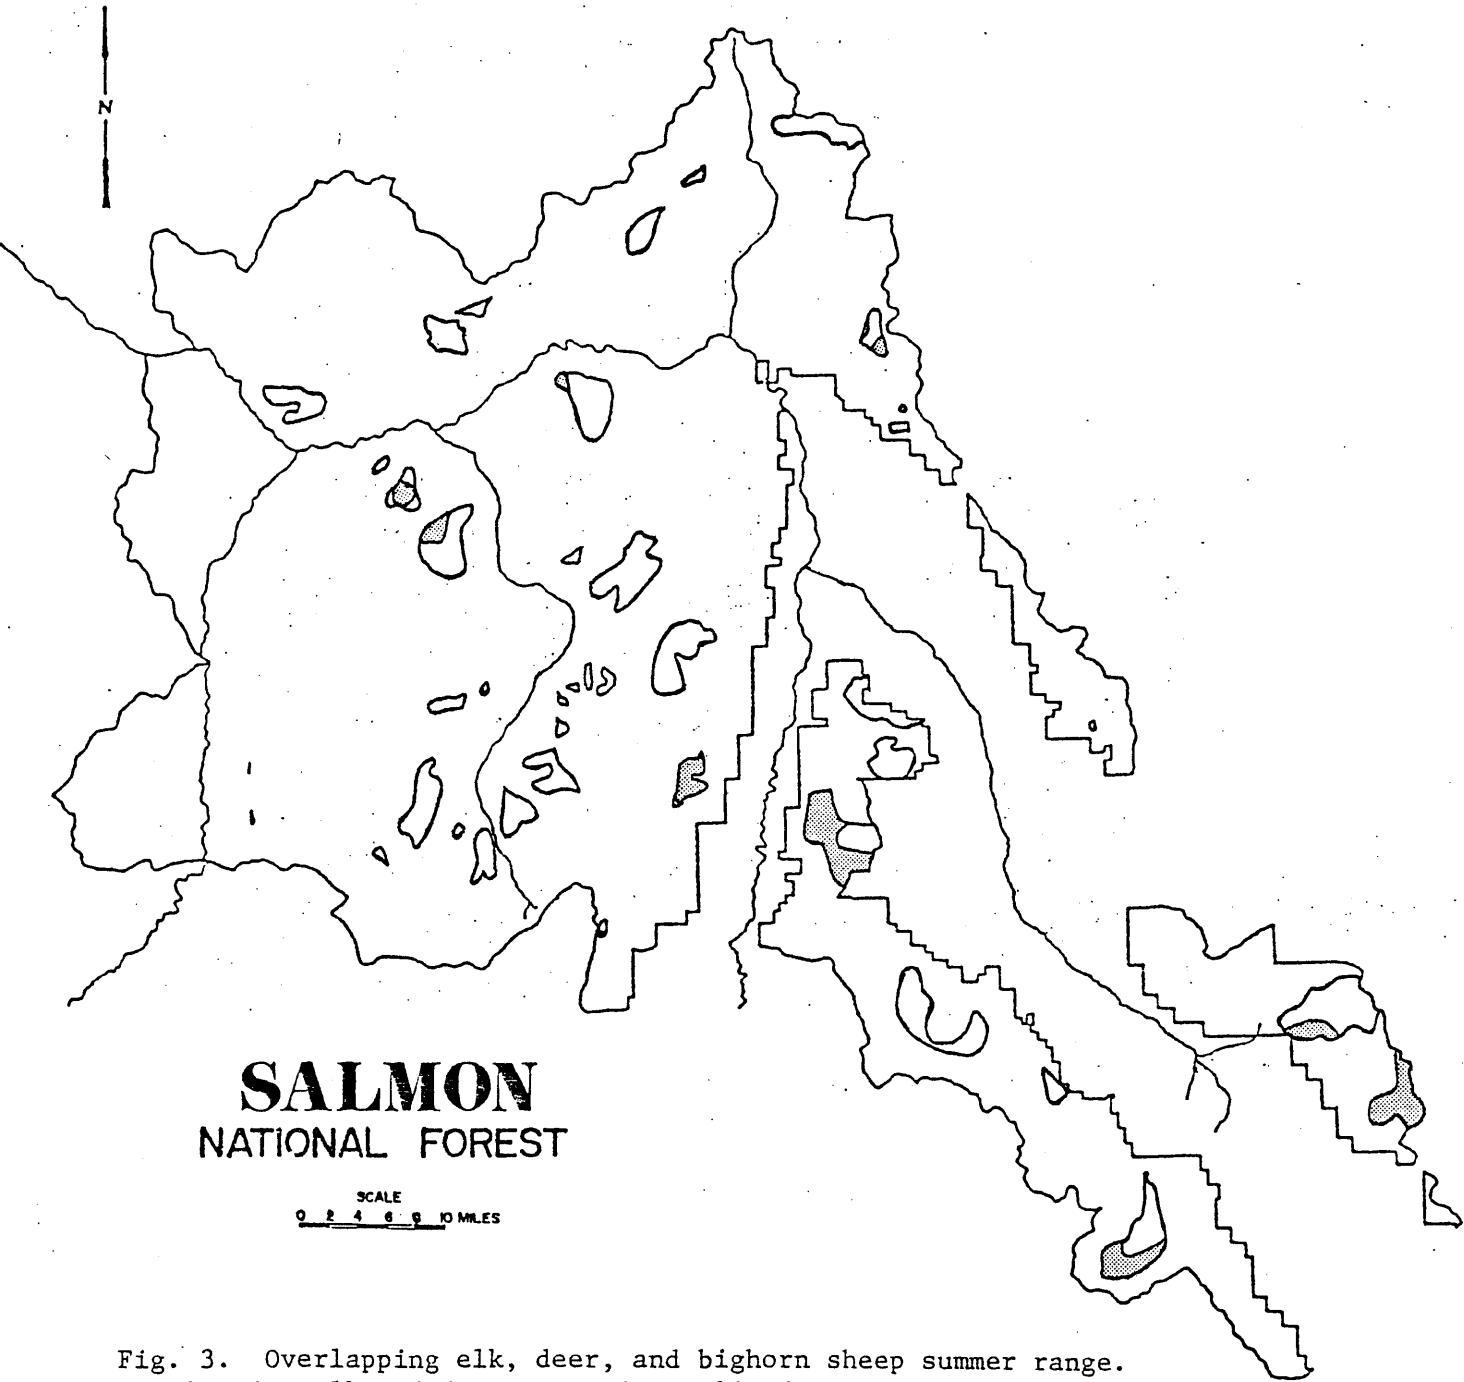 N
SALMON
NATIONAL FOREST
SCALE
0 2 4 6 8 10 MILES
Fig. 3. Overlapping elk, deer, and bighorn sheep summer range.